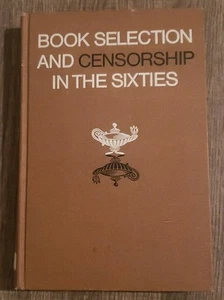 BOOK SELECTION
AND CENSORSHIP
IN THE SIXTIES